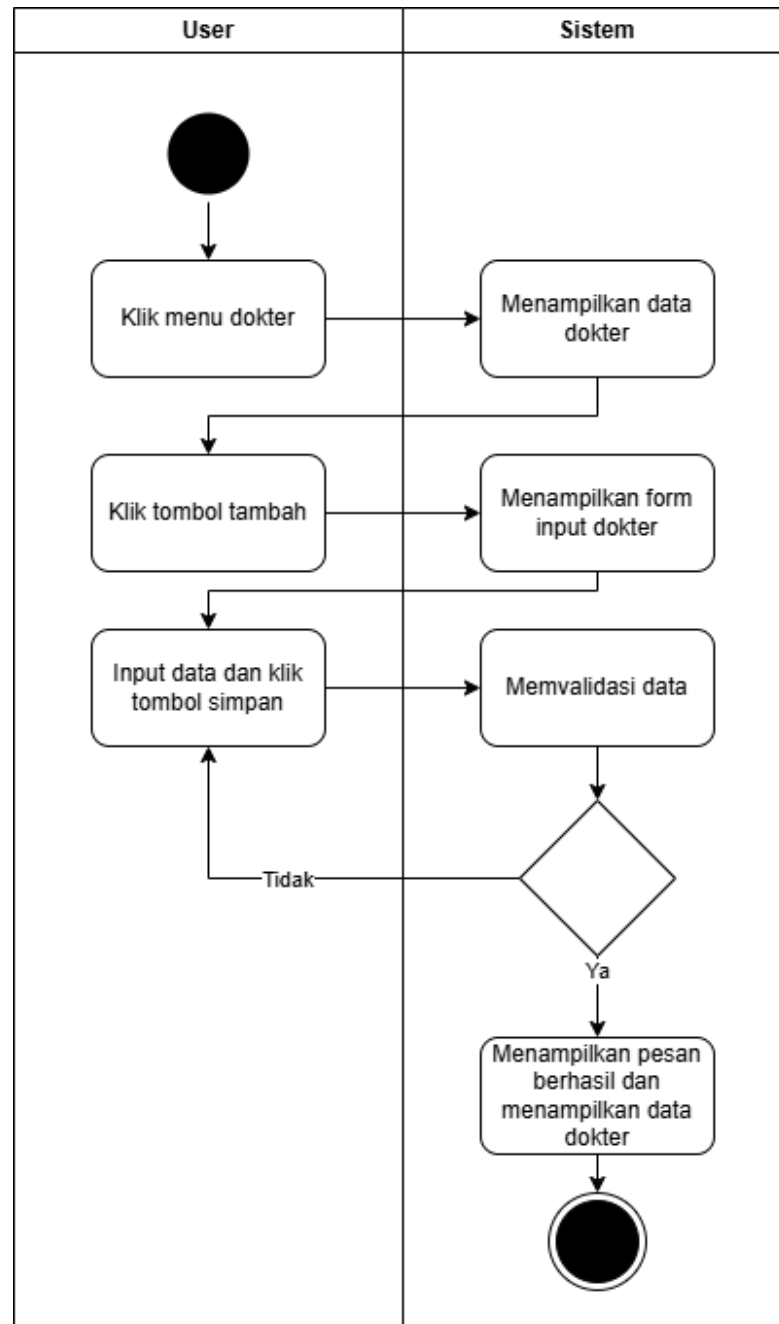 User
Sistem
Klik menu dokter
Menampilkan data
dokter
Klik tombol tambah
Menampilkan form
input dokter
Input data dan klik
tombol simpan
Memvalidasi data
Tidak
Ya
Menampilkan pesan
berhasil dan
menampilkan data
dokter